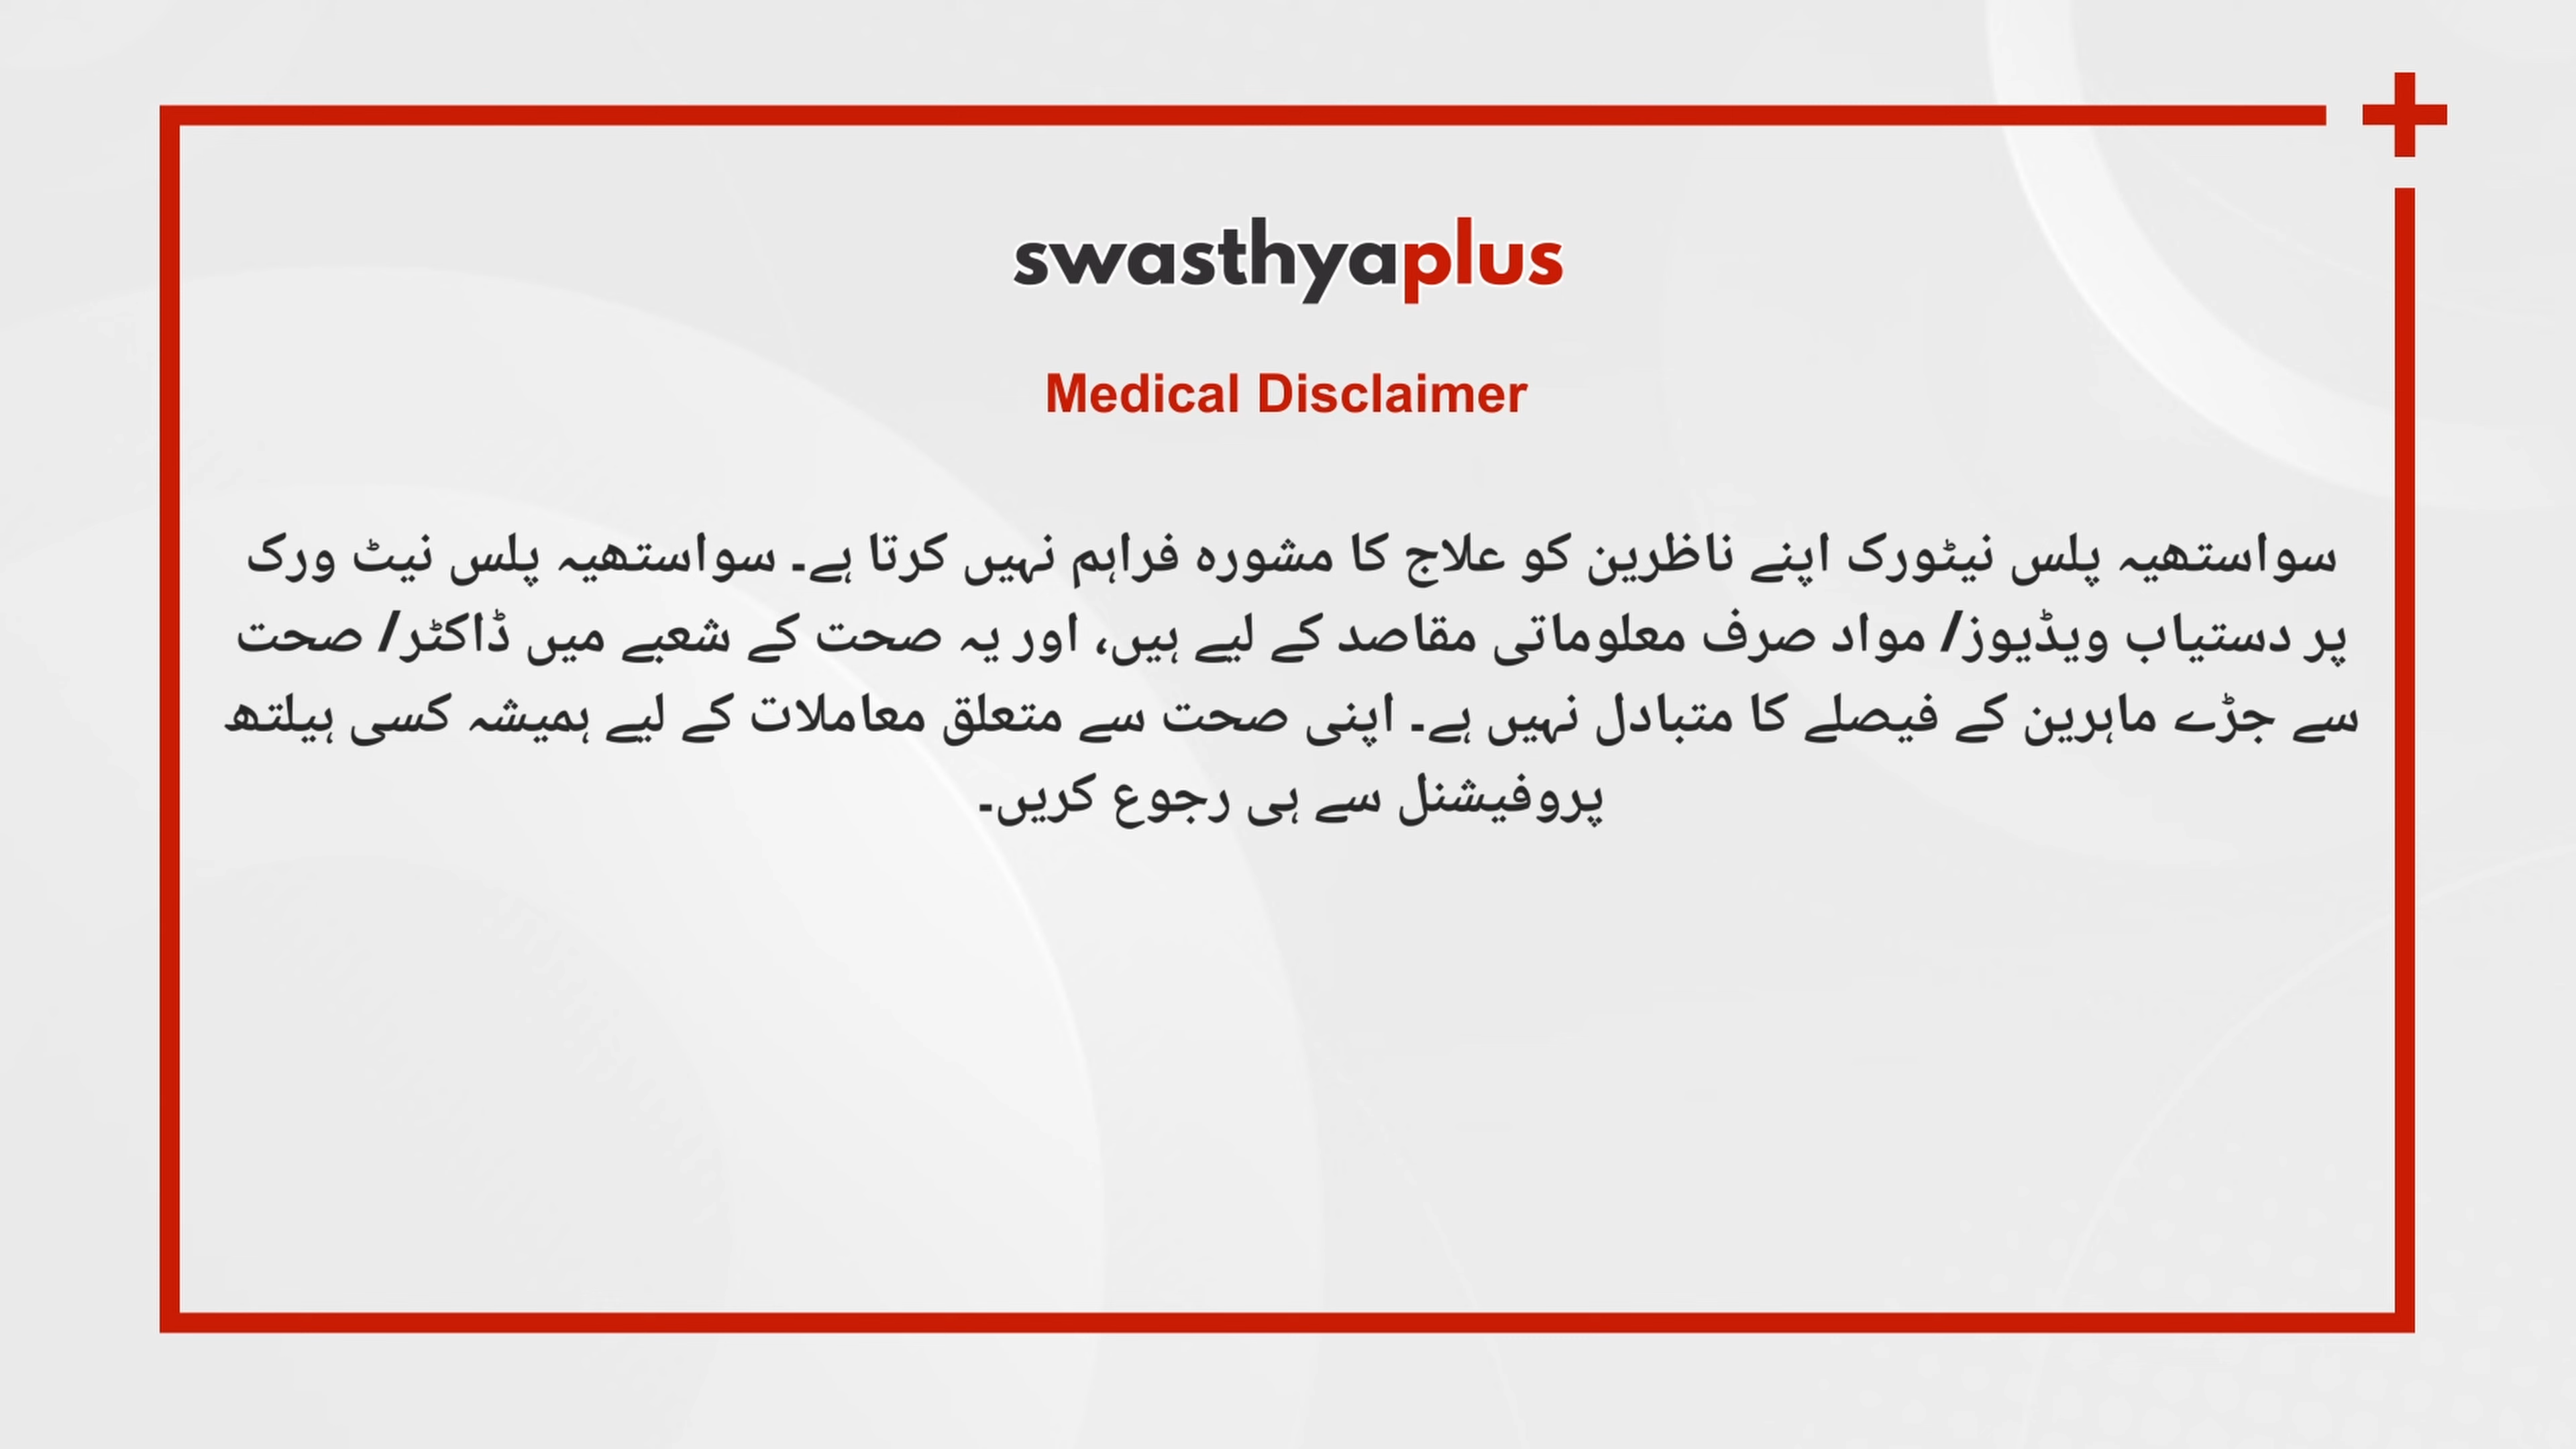 swasthyaplus
Medical Disclaimer
سواستھیہ پلس نیٹورک اپنے ناظرین کو علاج کا مشورہ فراہم نہیں کرتا ہے۔ سواستھیہ پلس نیٹ ورک
پر دستیاب ویڈیوز/ مواد صرف معلوماتی مقاصد کے لیے ہیں، اور یہ صحت کے شعبے میں ڈاکٹر/ صحت
سے جڑے ماہرین کے فیصلے کا متبادل نہیں ہے۔ اپنی صحت سے متعلق معاملات کے لیے ہمیشہ کسی ہیلتھ
پروفیشنل سے ہی رجوع کریں۔